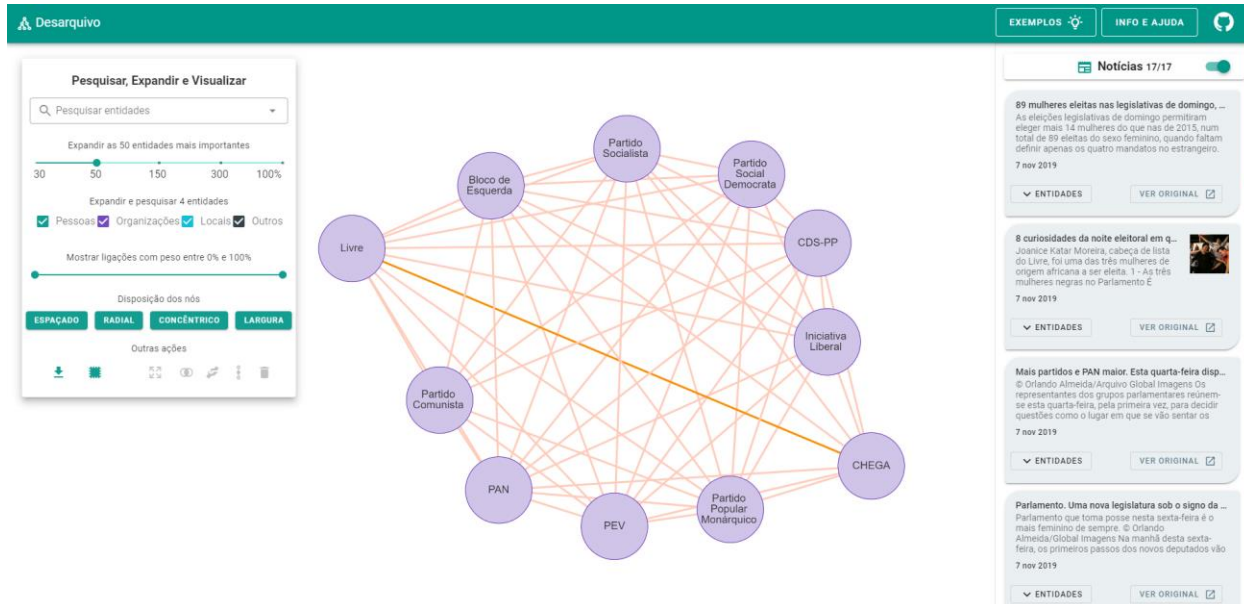 Desarquivo
EXEMPLOS
INFO E AJUDA
Pesquisar, Expandir e Visualizar
Pesquisar entidades
Expandir as 50 entidades mais importantes
30 50 150 300 100%
Expandir e pesquisar 4 entidades
Pessoas Organizações Locais Outros
Mostrar ligações com peso entre 0% e 100%
Disposição dos nós
ESPAÇADO RADIAL CONCÊNTRICO LARGURA
Outras ações
Partido
Socialista
Partido
Social
Democrata
Bloco de
Esquerda
CDS-PP
Livre
Iniciativa
Liberal
Partido
Comunista
CHEGA
PAN
Partido
Popular
Monárquico
PEV
Notícias 17/17
89 mulheres eleitas nas legislativas de domingo, ...
As eleições legislativas de domingo permitiram
eleger mais 14 mulheres do que nas de 2015, num
total de 89 eleitas do sexo feminino, quando faltam
definir apenas os quatro mandatos no estrangeiro.
7 nov 2019
ENTIDADES VER ORIGINAL
8 curiosidades da noite eleitoral em q...
Joanice Katar Moreira, cabeça de lista
do Livre, foi uma das três mulheres de
origem africana a ser eleita. 1 - As três
mulheres negras no Parlamento É
7 nov 2019
ENTIDADES VER ORIGINAL
Mais partidos e PAN maior. Esta quarta-feira disp...
© Orlando Almeida/Arquivo Global Imagens Os
representantes dos grupos parlamentares reúnem-
se esta quarta-feira, pela primeira vez, para decidir
questões como o lugar em que se vão sentar os
7 nov 2019
ENTIDADES VER ORIGINAL
Parlamento. Uma nova legislatura sob o signo da ...
Parlamento que toma posse nesta sexta-feira é o
mais feminino de sempre. © Orlando
Almeida/Global Imagens Na manhã desta sexta-
feira, os primeiros passos dos novos deputados vão
7 nov 2019
ENTIDADES VER ORIGINAL